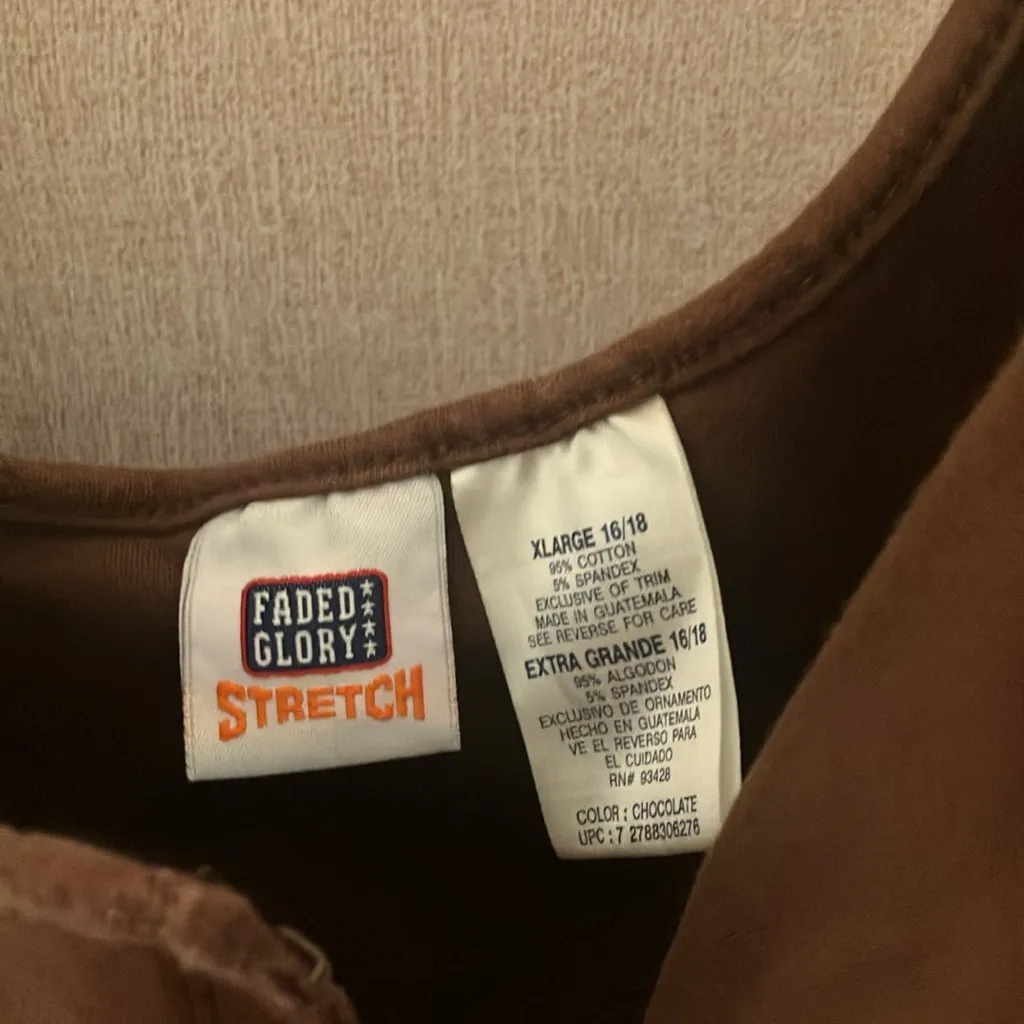 FADED
GLORY
STRETCH
XLARGE 16/18
95% COTTON
5% SPANDEX
EXCLUSIVE OF TRIM
MADE IN GUATEMALA
SEE REVERSE FOR CARE
EXTRA GRANDE 16/18
95% ALGODON
5% SPANDEX
EXCLUSIVO DE ORNAMENTO
HECHO EN GUATEMALA
VE EL REVERSO PARA
EL CUIDADO
RN# 93428
COLOR : CHOCOLATE
UPC : 7 2788306276